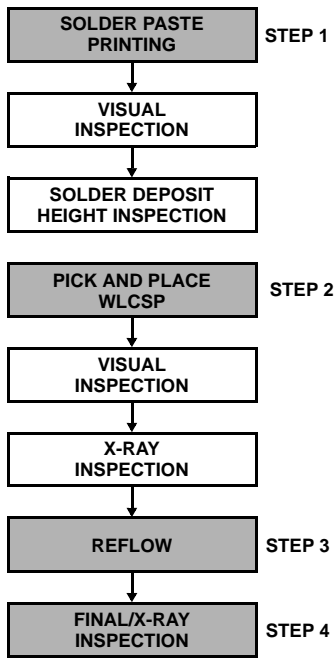 SOLDER PASTE
PRINTING
STEP 1
VISUAL
INSPECTION
SOLDER DEPOSIT
HEIGHT INSPECTION
PICK AND PLACE
WLCSP
STEP 2
VISUAL
INSPECTION
X-RAY
INSPECTION
REFLOW
STEP 3
FINAL/X-RAY
INSPECTION
STEP 4